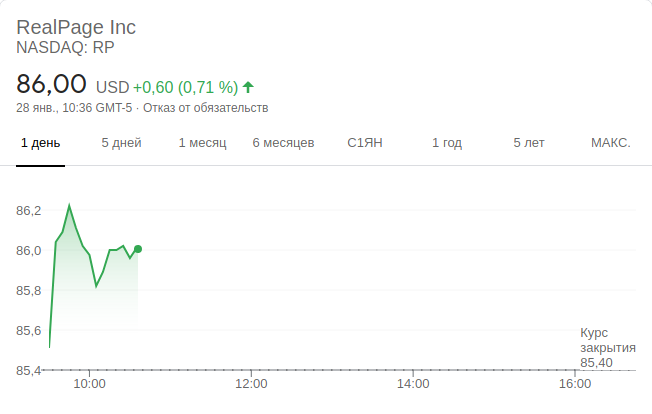 RealPage Inc
NASDAQ: RP
86,00 USD +0,60 (0,71 %)
28 янв., 10:36 GMT-5 · Отказ от обязательств
1 день 5 дней 1 месяц 6 месяцев С1ЯН 1 год 5 лет МАКС.
86,2
86,0
85,8
85,6
85,4
Курс
закрытия
85,40
10:00 12:00 14:00 16:00